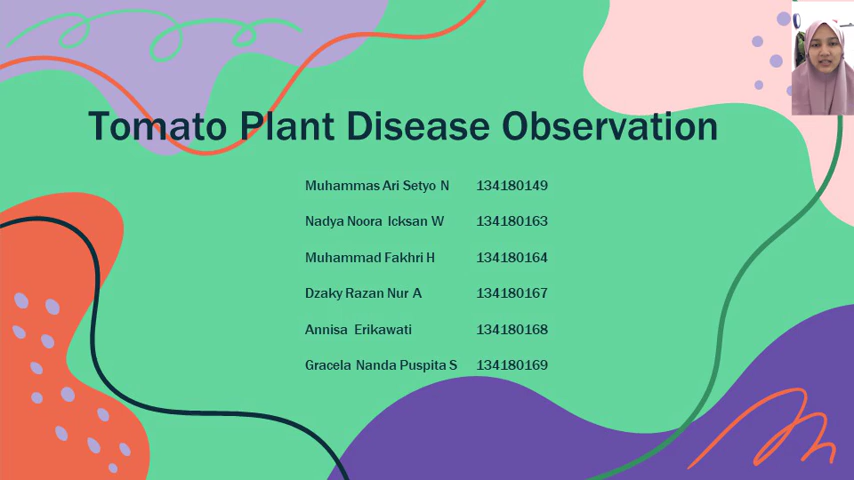 Tomato Plant Disease Observation
Muhammas Ari Setyo N 134180149
Nadya Noora Icksan W 134180163
Muhammad Fakhri H 134180164
Dzaky Razan Nur A 134180167
Annisa Erikawati 134180168
Gracela Nanda Puspita S 134180169